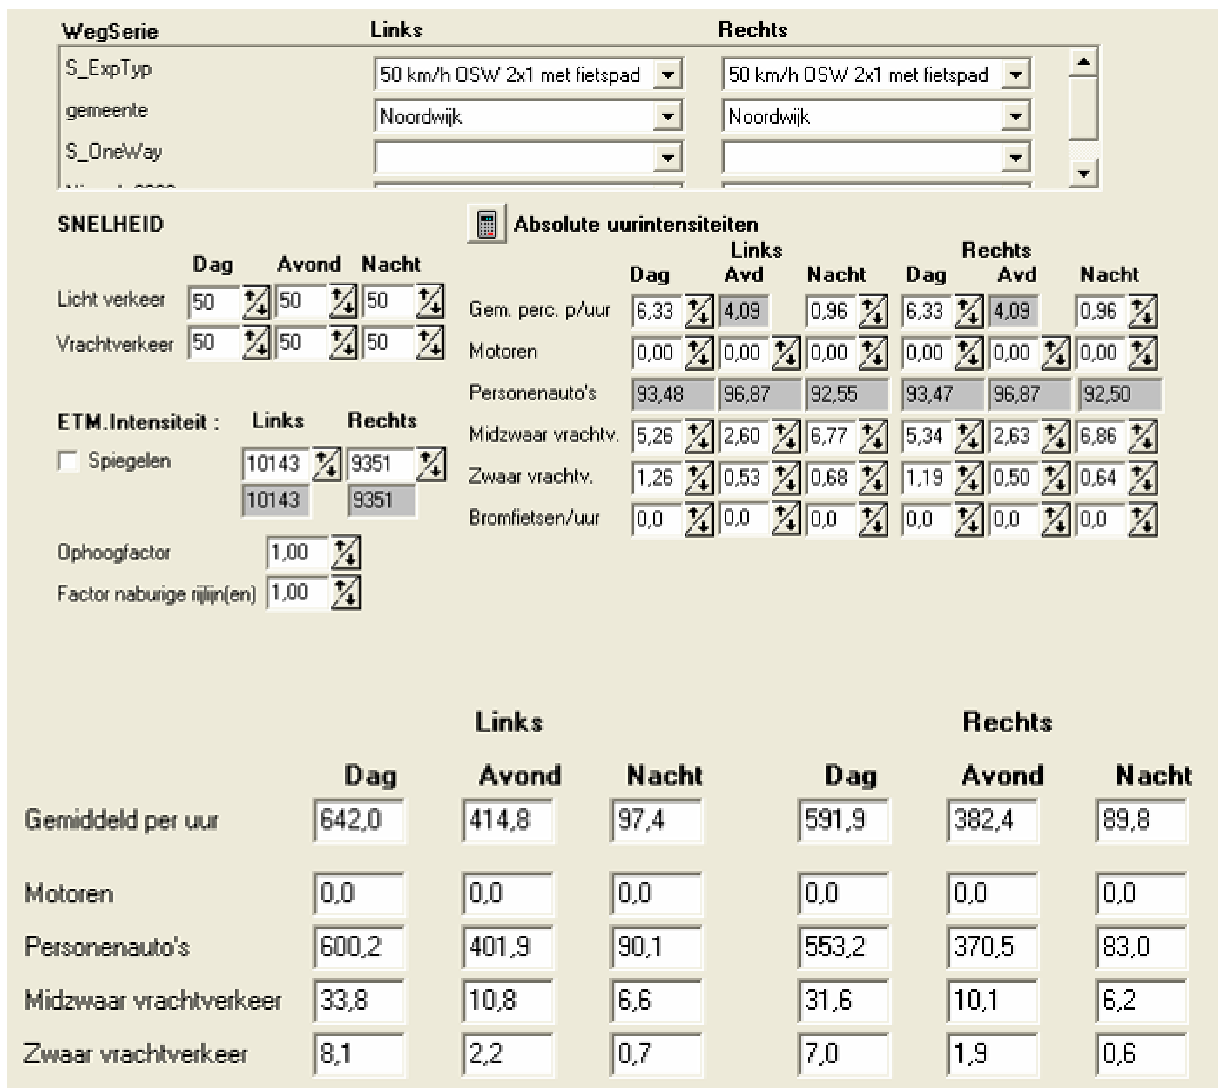 WegSerie Links Rechts
S_ExpTyp 50 km/h OSW 2x1 met fietspad 50 km/h OSW 2x1 met fietspad
gemeente Noordwijk Noordwijk
S_OneWay
SNELHEID
Dag Avond Nacht
Licht verkeer 50 50 50
Vrachtverkeer 50 50 50
ETM.Intensiteit : Links Rechts
Spiegelen 10143 9351
10143 9351
Ophoogfactor 1,00
Factor naburige rijlijn(en) 1,00
Absolute uurintensiteiten
Links Rechts
Dag Avd Nacht Dag Avd Nacht
Gem. perc. p/uur 6,33 4,09 0,96 6,33 4,09 0,96
Motoren 0,00 0,00 0,00 0,00 0,00 0,00
Personenauto's 93,48 96,87 92,55 93,47 96,87 92,50
Midzwaar vrachtv. 5,26 2,60 6,77 5,34 2,63 6,86
Zwaar vrachtv. 1,26 0,53 0,68 1,19 0,50 0,64
Bromfietsen/uur 0,0 0,0 0,0 0,0 0,0 0,0
Links Rechts
Dag Avond Nacht Dag Avond Nacht
Gemiddeld per uur 642,0 414,8 97,4 591,9 382,4 89,8
Motoren 0,0 0,0 0,0 0,0 0,0 0,0
Personenauto's 600,2 401,9 90,1 553,2 370,5 83,0
Midzwaar vrachtverkeer 33,8 10,8 6,6 31,6 10,1 6,2
Zwaar vrachtverkeer 8,1 2,2 0,7 7,0 1,9 0,6